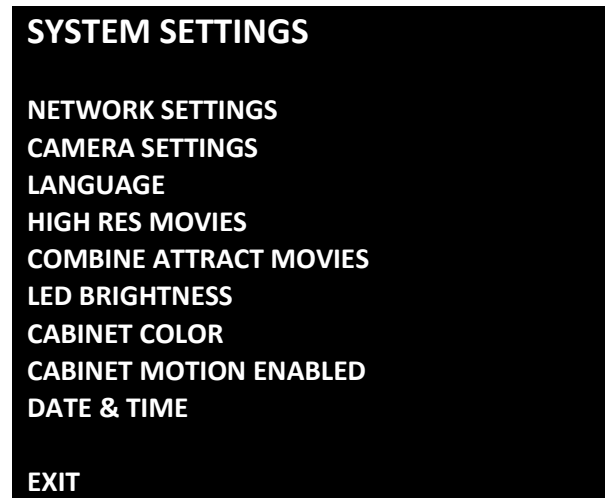 SYSTEM SETTINGS
NETWORK SETTINGS
CAMERA SETTINGS
LANGUAGE
HIGH RES MOVIES
COMBINE ATTRACT MOVIES
LED BRIGHTNESS
CABINET COLOR
CABINET MOTION ENABLED
DATE & TIME
EXIT